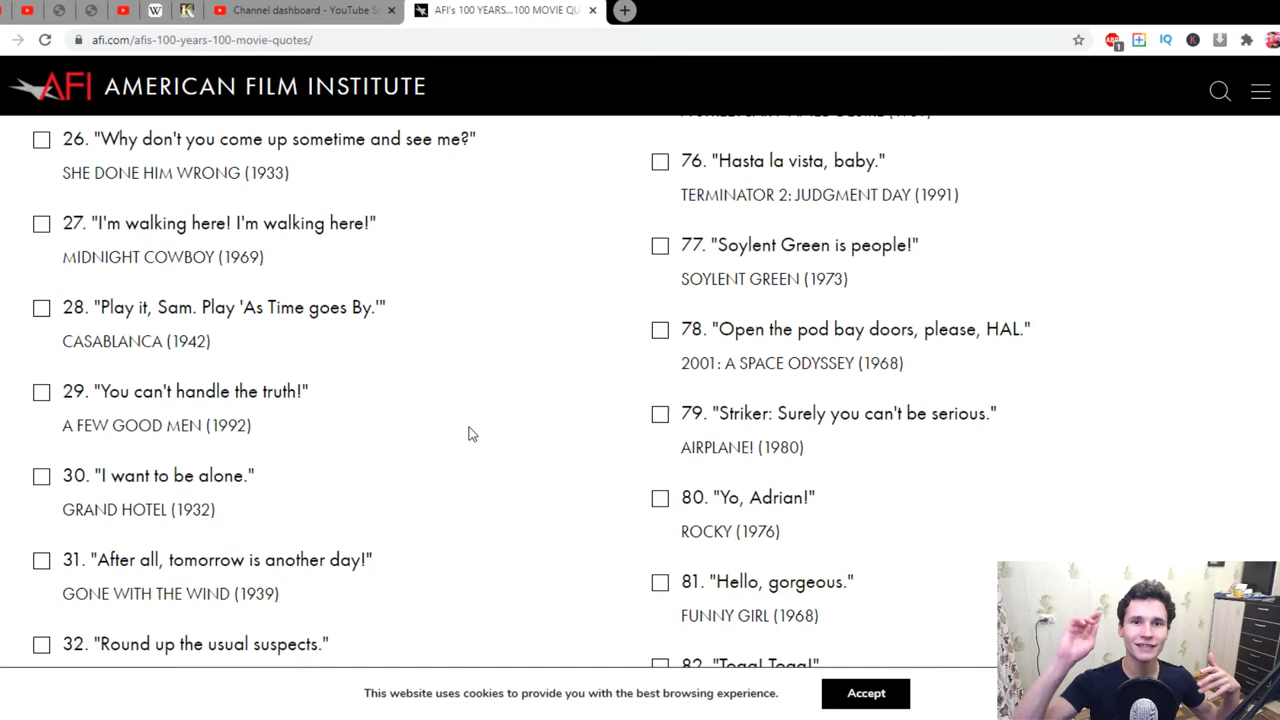 Channel dashboard - YouTube S
AFI's 100 YEARS...100 MOVIE QU
afi.com/afis-100-years-100-movie-quotes/
AFI AMERICAN FILM INSTITUTE
26. "Why don't you come up sometime and see me?"
SHE DONE HIM WRONG (1933)
27. "I'm walking here! I'm walking here!"
MIDNIGHT COWBOY (1969)
28. "Play it, Sam. Play 'As Time goes By.'"
CASABLANCA (1942)
29. "You can't handle the truth!"
A FEW GOOD MEN (1992)
30. "I want to be alone."
GRAND HOTEL (1932)
31. "After all, tomorrow is another day!"
GONE WITH THE WIND (1939)
32. "Round up the usual suspects."
76. "Hasta la vista, baby."
TERMINATOR 2: JUDGMENT DAY (1991)
77. "Soylent Green is people!"
SOYLENT GREEN (1973)
78. "Open the pod bay doors, please, HAL."
2001: A SPACE ODYSSEY (1968)
79. "Striker: Surely you can't be serious."
AIRPLANE! (1980)
80. "Yo, Adrian!"
ROCKY (1976)
81. "Hello, gorgeous."
FUNNY GIRL (1968)
82. "Toga! Toga!"
This website uses cookies to provide you with the best browsing experience.
Accept